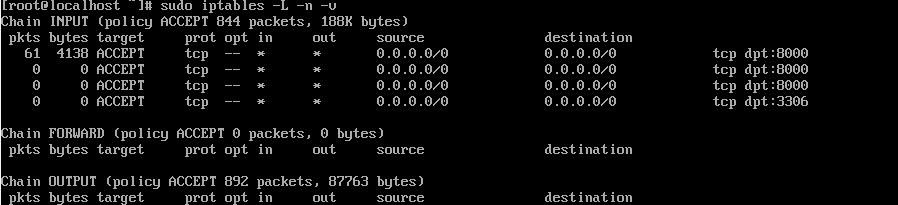 [root@localhost ~]# sudo iptables -L -n -v
Chain INPUT (policy ACCEPT 844 packets, 188K bytes)
 pkts bytes target     prot opt in     out     source               destination
   61  4138 ACCEPT     tcp  --  *      *       0.0.0.0/0            0.0.0.0/0            tcp dpt:8000
    0     0 ACCEPT     tcp  --  *      *       0.0.0.0/0            0.0.0.0/0            tcp dpt:8000
    0     0 ACCEPT     tcp  --  *      *       0.0.0.0/0            0.0.0.0/0            tcp dpt:8000
    0     0 ACCEPT     tcp  --  *      *       0.0.0.0/0            0.0.0.0/0            tcp dpt:3306
Chain FORWARD (policy ACCEPT 0 packets, 0 bytes)
 pkts bytes target     prot opt in     out     source               destination
Chain OUTPUT (policy ACCEPT 892 packets, 87763 bytes)
 pkts bytes target     prot opt in     out     source               destination